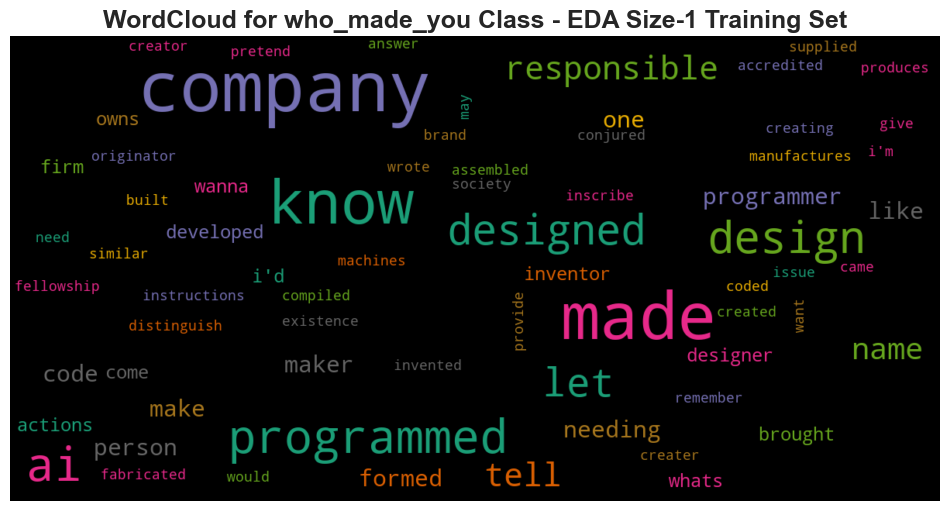 WordCloud for who_made_you Class - EDA Size-1 Training Set
creator pretend answer supplied
company responsible accredited produces
owns may brand one conjured creating give
firm originator wrote assembled manufactures i'm
built wanna know society inscribe programmer like
need developed designed design
similar i'd machines inventor issue came
fellowship instructions compiled coded
distinguish existence provide made created want
code come maker invented designer name
make let remember
actions person programmed needing brought
ai fabricated would formed tell creater whats